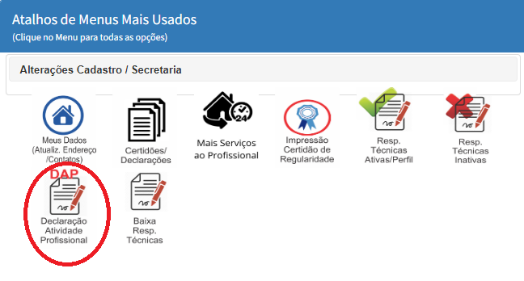 Atalhos de Menus Mais Usados
(Clique no Menu para todas as opções)
Alterações Cadastro / Secretaria
Meus Dados
(Atualiz. Endereço
/Contatos)
Certidões/
Declarações
24
Mais Serviços
ao Profissional
Impressão
Certidão de
Regularidade
Resp.
Técnicas
Ativas/Perfil
Resp.
Técnicas
Inativas
DAP
Declaração
Atividade
Profissional
Baixa
Resp.
Técnicas